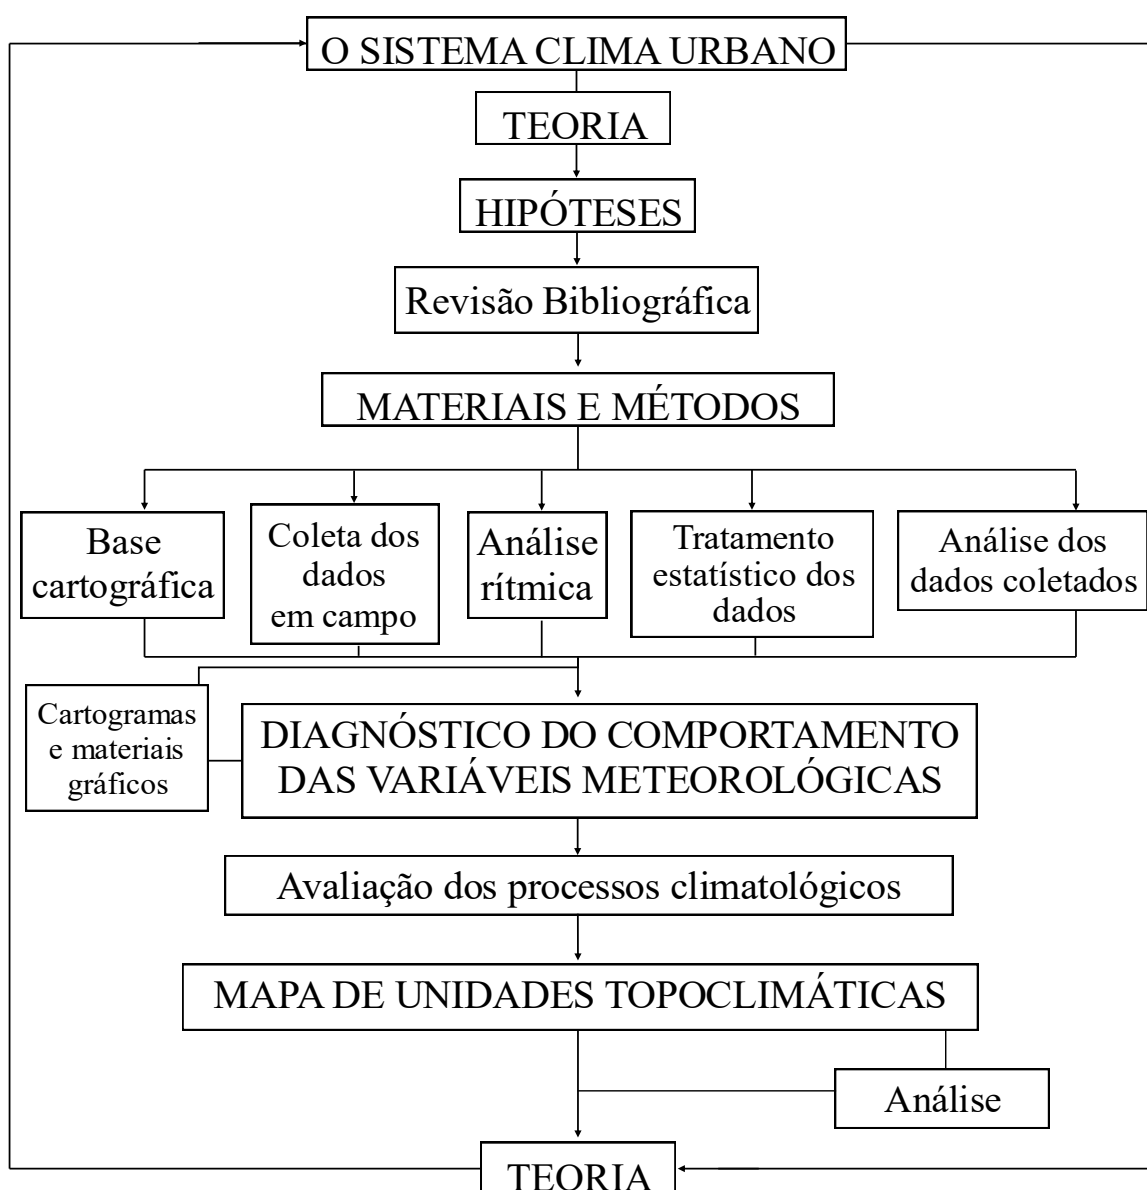 O SISTEMA CLIMA URBANO
TEORIA
HIPÓTESES
Revisão Bibliográfica
MATERIAIS E MÉTODOS
Base
cartográfica
Coleta dos
dados
em campo
Análise
rítmica
Tratamento
estatístico dos
dados
Análise dos
dados coletados
Cartogramas
e materiais
gráficos
DIAGNÓSTICO DO COMPORTAMENTO
DAS VARIÁVEIS METEOROLÓGICAS
Avaliação dos processos climatológicos
MAPA DE UNIDADES TOPOCLIMÁTICAS
Análise
TEORIA